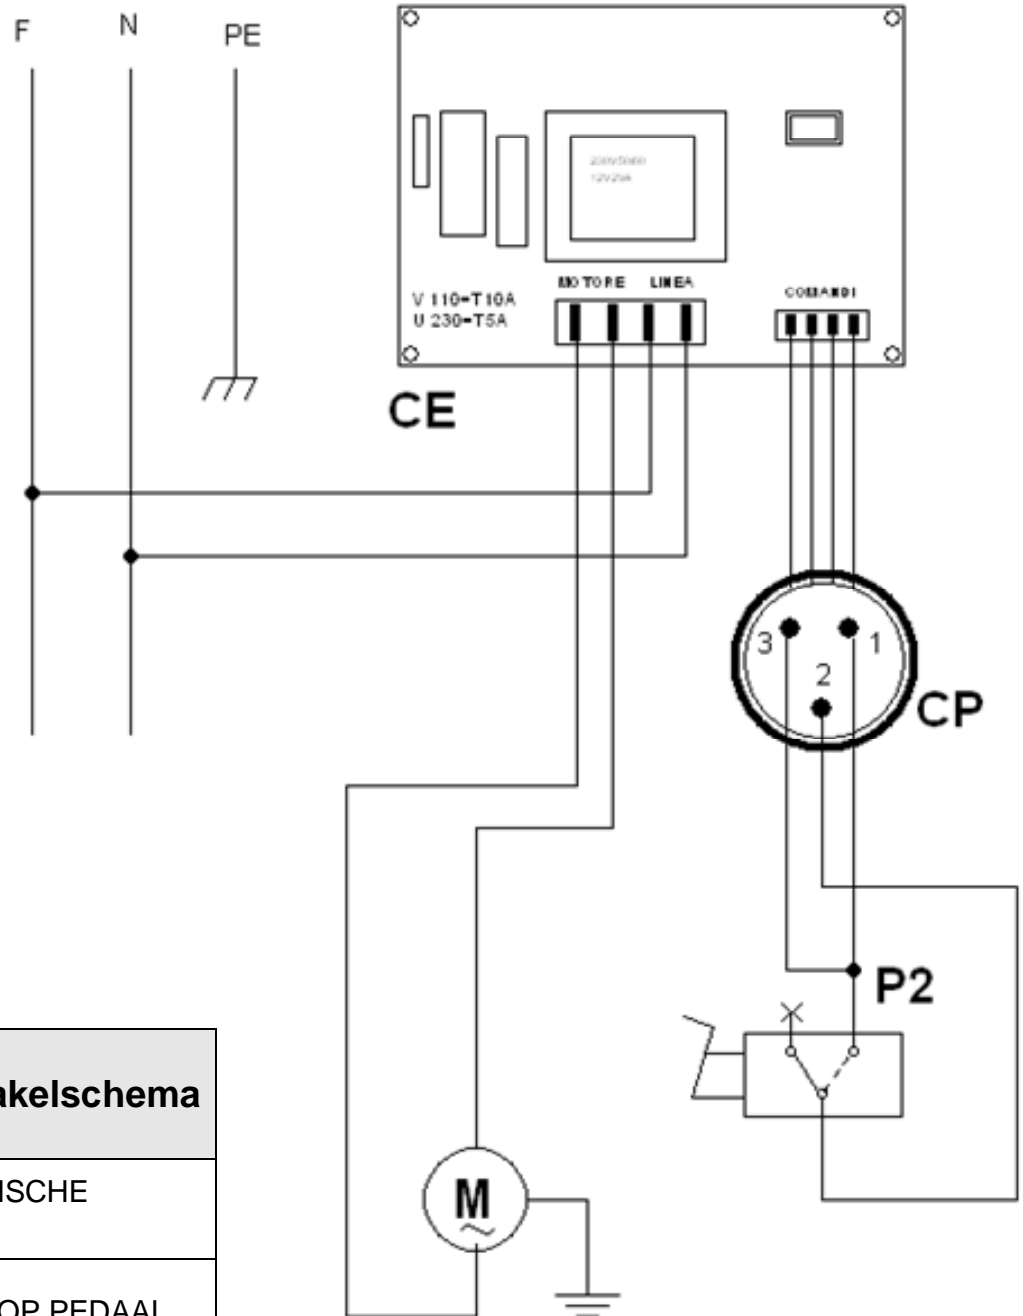 F
N
PE
MOTORE LINEA
COMANDI
V 110=T10A
U 230=T5A
CE
3
1
2
CP
P2
akelschema
ISCHE
M
OP PEDAAL